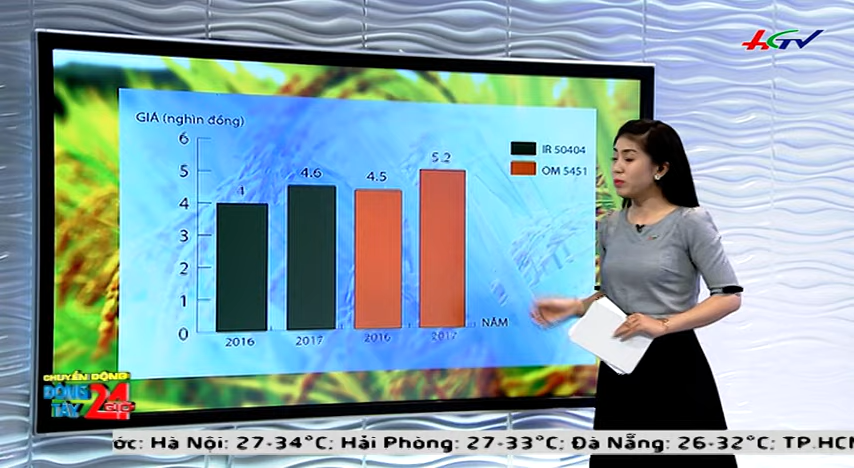 HGTV
GIÁ (nghìn đồng)
6
5
4
3
2
1
0
4
4.6
4.5
5.2
IR 50404
OM 5451
2016
2017
2016
2017
NĂM
CHUYỂN ĐỘNG
ĐÔNG
TÂY
24
GIỜ
ớc: Hà Nội: 27-34°C; Hải Phòng: 27-33°C; Đà Nẵng: 26-32°C; TP.HCM